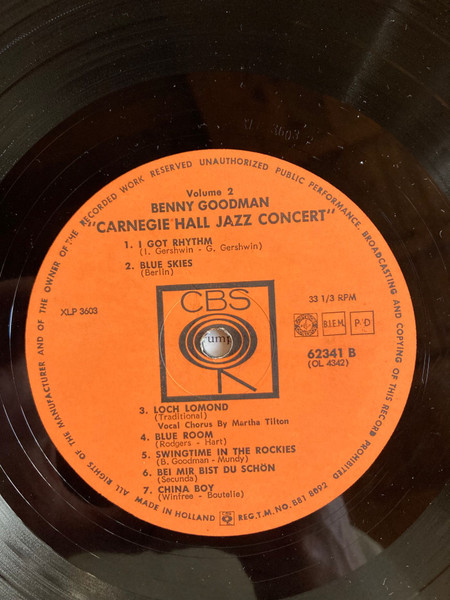 ALL RIGHTS OF THE MANUFACTURER AND OF THE OWNER OF THE RECORDED WORK RESERVED UNAUTHORIZED PUBLIC PERFORMANCE, BROADCASTING AND COPYING OF THIS RECORD PROHIBITED
Volume 2
BENNY GOODMAN
"CARNEGIE HALL JAZZ CONCERT"
1. I GOT RHYTHM
(I. Gershwin - G. Gershwin)
2. BLUE SKIES
(Berlin)
XLP 3603
CBS
33 1/3 RPM
B.I.E.M.
P-D
62341 B
(OL 4342)
3. LOCH LOMOND
(Traditional)
Vocal Chorus By Martha Tilton
4. BLUE ROOM
(Rodgers - Hart)
5. SWINGTIME IN THE ROCKIES
(B. Goodman - Mundy)
6. BEI MIR BIST DU SCHÖN
(Secunda)
7. CHINA BOY
(Winfree - Boutelle)
MADE IN HOLLAND
REG.T.M. NO. 881 8692